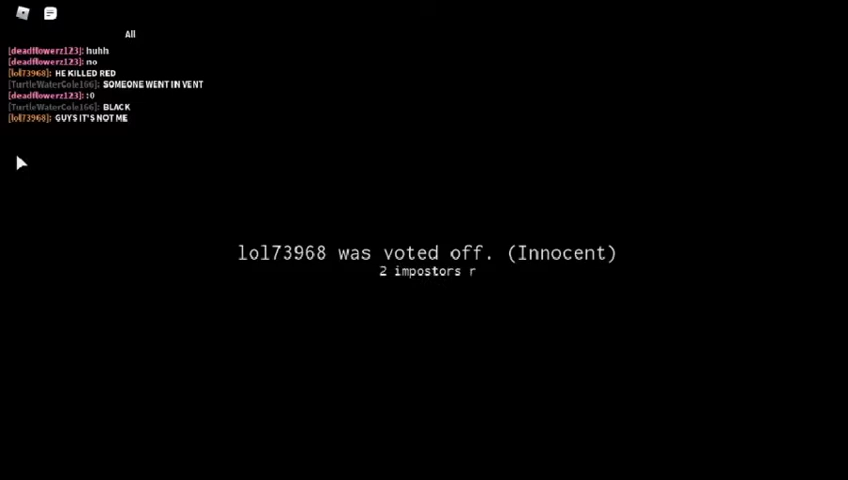 All
[deadflowerz123]: huhh
[deadflowerz123]: no
[lol73968]: HE KILLED RED
[TurtleWaterCole166]: SOMEONE WENT IN VENT
[deadflowerz123]: :0
[TurtleWaterCole166]: BLACK
[lol73968]: GUYS IT'S NOT ME
lol73968 was voted off. (Innocent)
2 impostors r